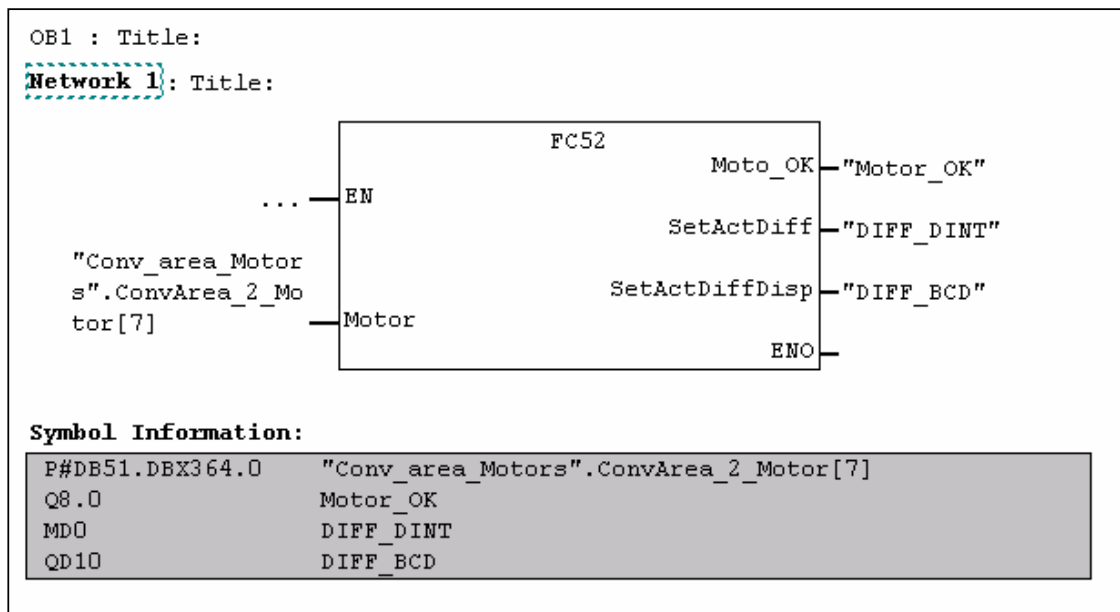 OB1 : Title:
Network 1: Title:
FC52
Moto_OK "Motor_OK"
... EN
SetActDiff "DIFF_DINT"
"Conv_area_Motor
s".ConvArea_2_Mo
tor[7] Motor
SetActDiffDisp "DIFF_BCD"
ENO
Symbol Information:
P#DB51.DBX364.0 "Conv_area_Motors".ConvArea_2_Motor[7]
Q8.0 Motor_OK
MD0 DIFF_DINT
QD10 DIFF_BCD